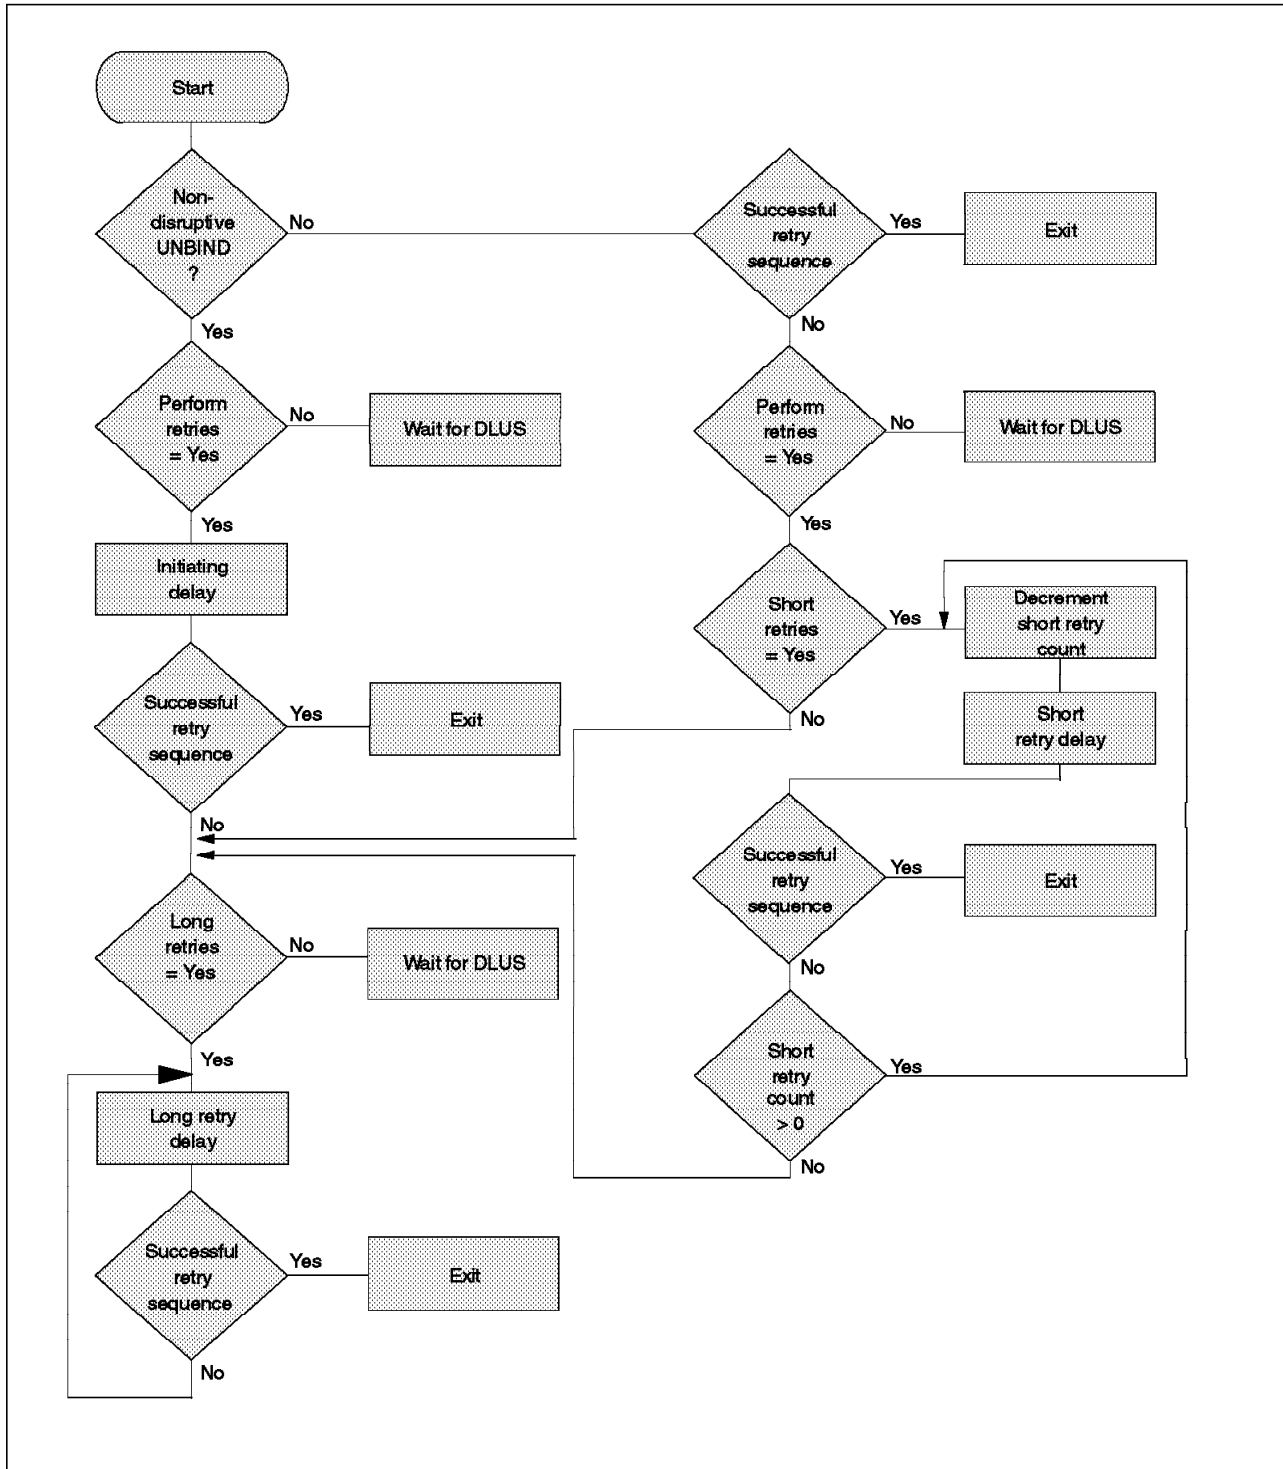 Start
Non-
disruptive
UNBIND
?
No
Yes
Successful
retry
sequence
Yes
Exit
No
Perform
retries
= Yes
No
Wait for DLUS
Yes
Perform
retries
= Yes
No
Wait for DLUS
Yes
Initiating
delay
Short
retries
= Yes
Yes
No
Decrement
short retry
count
Short
retry delay
Successful
retry
sequence
Yes
Exit
No
Successful
retry
sequence
Yes
Exit
No
Long
retries
= Yes
No
Wait for DLUS
Yes
Short
retry
count
> 0
Yes
No
Long retry
delay
Successful
retry
sequence
Yes
Exit
No